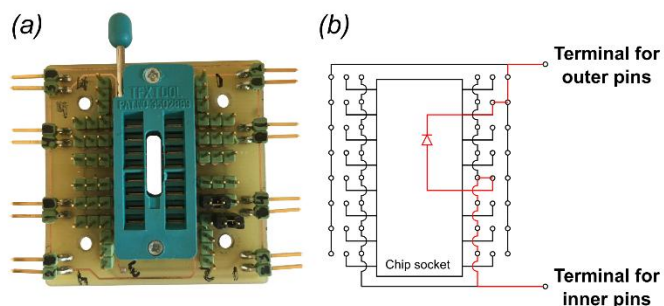 (a)
TEXTOOL
(b)
Terminal for
outer pins
Chip socket
Terminal for
inner pins